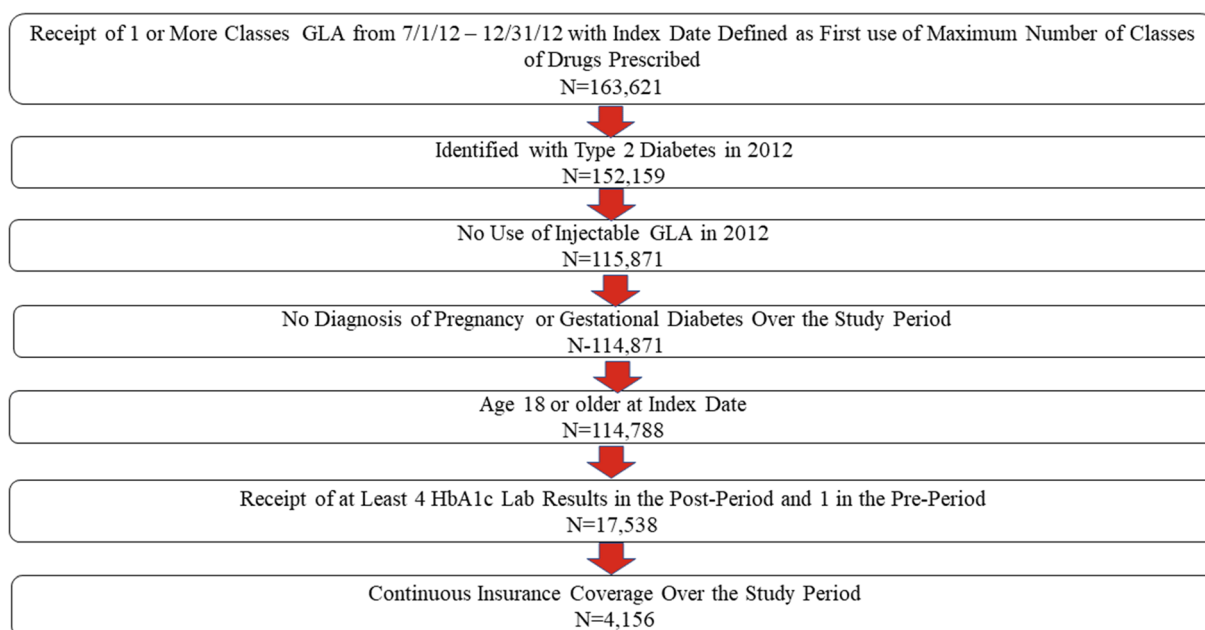 Receipt of 1 or More Classes GLA from 7/1/12 – 12/31/12 with Index Date Defined as First use of Maximum Number of Classes
of Drugs Prescribed
N=163,621
Identified with Type 2 Diabetes in 2012
N=152,159
No Use of Injectable GLA in 2012
N=115,871
No Diagnosis of Pregnancy or Gestational Diabetes Over the Study Period
N-114,871
Age 18 or older at Index Date
N=114,788
Receipt of at Least 4 HbA1c Lab Results in the Post-Period and 1 in the Pre-Period
N=17,538
Continuous Insurance Coverage Over the Study Period
N=4,156